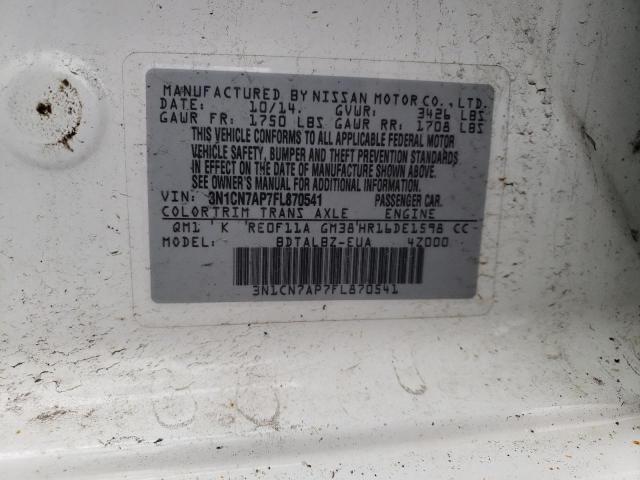 MANUFACTURED BY NISSAN MOTOR CO., LTD.
DATE: 10/14. GVWR: 3426 LBS
GAWR FR: 1750 LBS GAWR RR: 1708 LBS
THIS VEHICLE CONFORMS TO ALL APPLICABLE FEDERAL MOTOR
VEHICLE SAFETY, BUMPER AND THEFT PREVENTION STANDARDS
IN EFFECT ON THE DATE OF MANUFACTURE SHOWN ABOVE.
SEE OWNER'S MANUAL FOR ADDITIONAL INFORMATION.
VIN: 3N1CN7AP7FL870541 PASSENGER CAR.
COLOR TRIM TRANS AXLE ENGINE
QM1 ' K 'RE0F11A GM38'HR16DE1598 CC
MODEL: BDTALBZ-EUA 4Z000
3N1CN7AP7FL870541